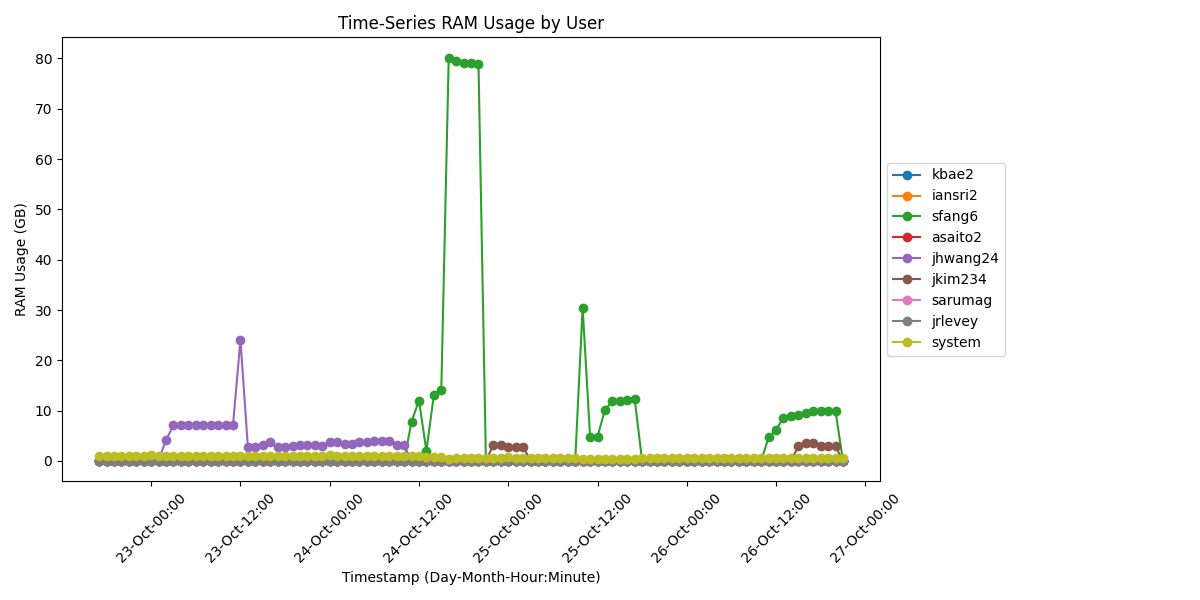 Time-Series RAM Usage by User
RAM Usage (GB)
80
70
60
50
40
30
20
10
0
23-Oct-00:00
23-Oct-12:00
24-Oct-00:00
24-Oct-12:00
25-Oct-00:00
25-Oct-12:00
26-Oct-00:00
26-Oct-12:00
27-Oct-00:00
Timestamp (Day-Month-Hour:Minute)
kbae2
iansri2
sfang6
asaito2
jhwang24
jkim234
sarumag
jrlevey
system